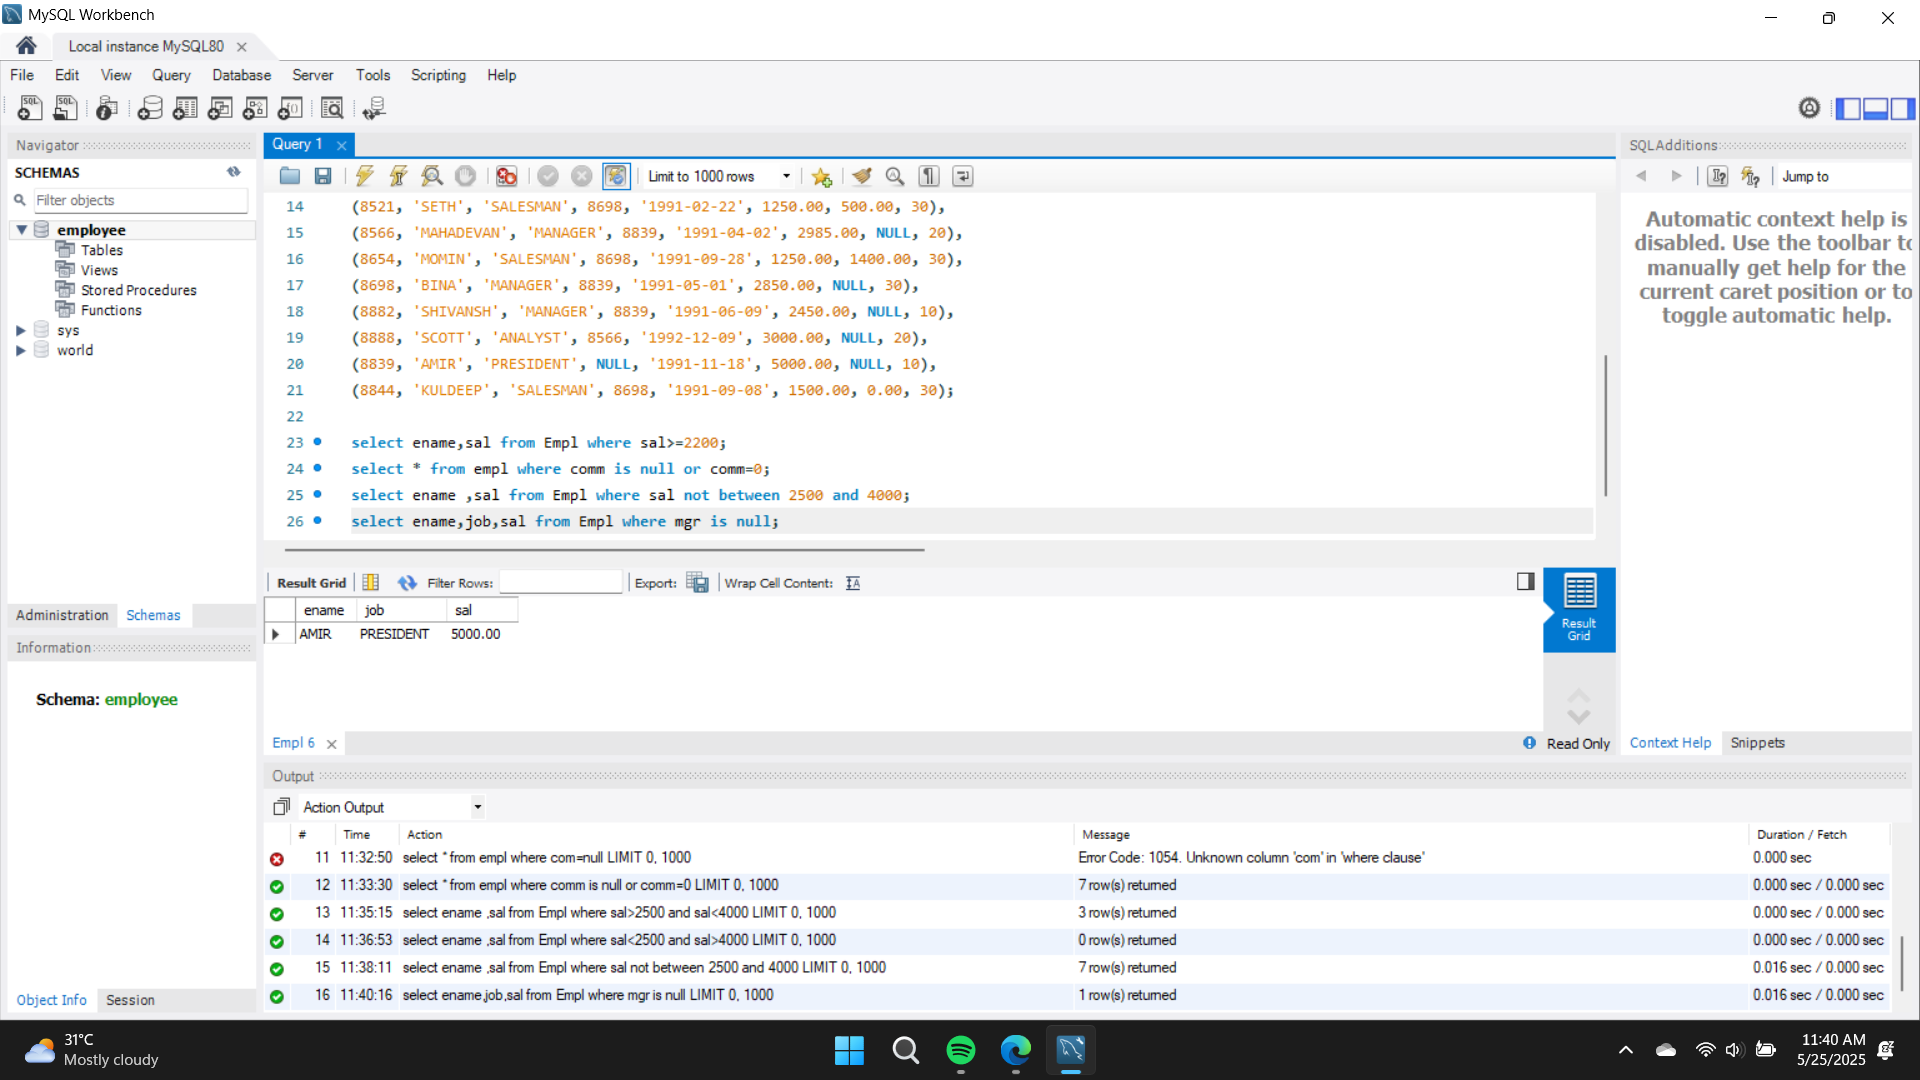 MySQL Workbench
Local instance MySQL80
File Edit View Query Database Server Tools Scripting Help
Navigator
SCHEMAS
Filter objects
employee
Tables
Views
Stored Procedures
Functions
sys
world
Administration Schemas
Information
Schema: employee
Object Info Session
Query 1
Limit to 1000 rows
14 (8521, 'SETH', 'SALESMAN', 8698, '1991-02-22', 1250.00, 500.00, 30),
15 (8566, 'MAHADEVAN', 'MANAGER', 8839, '1991-04-02', 2985.00, NULL, 20),
16 (8654, 'MOMIN', 'SALESMAN', 8698, '1991-09-28', 1250.00, 1400.00, 30),
17 (8698, 'BINA', 'MANAGER', 8839, '1991-05-01', 2850.00, NULL, 30),
18 (8882, 'SHIVANSH', 'MANAGER', 8839, '1991-06-09', 2450.00, NULL, 10),
19 (8888, 'SCOTT', 'ANALYST', 8566, '1992-12-09', 3000.00, NULL, 20),
20 (8839, 'AMIR', 'PRESIDENT', NULL, '1991-11-18', 5000.00, NULL, 10),
21 (8844, 'KULDEEP', 'SALESMAN', 8698, '1991-09-08', 1500.00, 0.00, 30);
22
23 select ename,sal from Empl where sal>=2200;
24 select * from empl where comm is null or comm=0;
25 select ename ,sal from Empl where sal not between 2500 and 4000;
26 select ename,job,sal from Empl where mgr is null;
Result Grid Filter Rows: Export: Wrap Cell Content:
ename job sal
AMIR PRESIDENT 5000.00
Result
Grid
Empl 6
Read Only
SQLAdditions
Jump to
Automatic context help is
disabled. Use the toolbar to
manually get help for the
current caret position or to
toggle automatic help.
Context Help Snippets
Output
Action Output
# Time Action Message Duration / Fetch
11 11:32:50 select * from empl where com=null LIMIT 0, 1000 Error Code: 1054. Unknown column 'com' in 'where clause' 0.000 sec
12 11:33:30 select * from empl where comm is null or comm=0 LIMIT 0, 1000 7 row(s) returned 0.000 sec / 0.000 sec
13 11:35:15 select ename ,sal from Empl where sal>2500 and sal<4000 LIMIT 0, 1000 3 row(s) returned 0.000 sec / 0.000 sec
14 11:36:53 select ename ,sal from Empl where sal<2500 and sal>4000 LIMIT 0, 1000 0 row(s) returned 0.000 sec / 0.000 sec
15 11:38:11 select ename ,sal from Empl where sal not between 2500 and 4000 LIMIT 0, 1000 7 row(s) returned 0.016 sec / 0.000 sec
16 11:40:16 select ename,job,sal from Empl where mgr is null LIMIT 0, 1000 1 row(s) returned 0.016 sec / 0.000 sec
31°C
Mostly cloudy
11:40 AM
5/25/2025